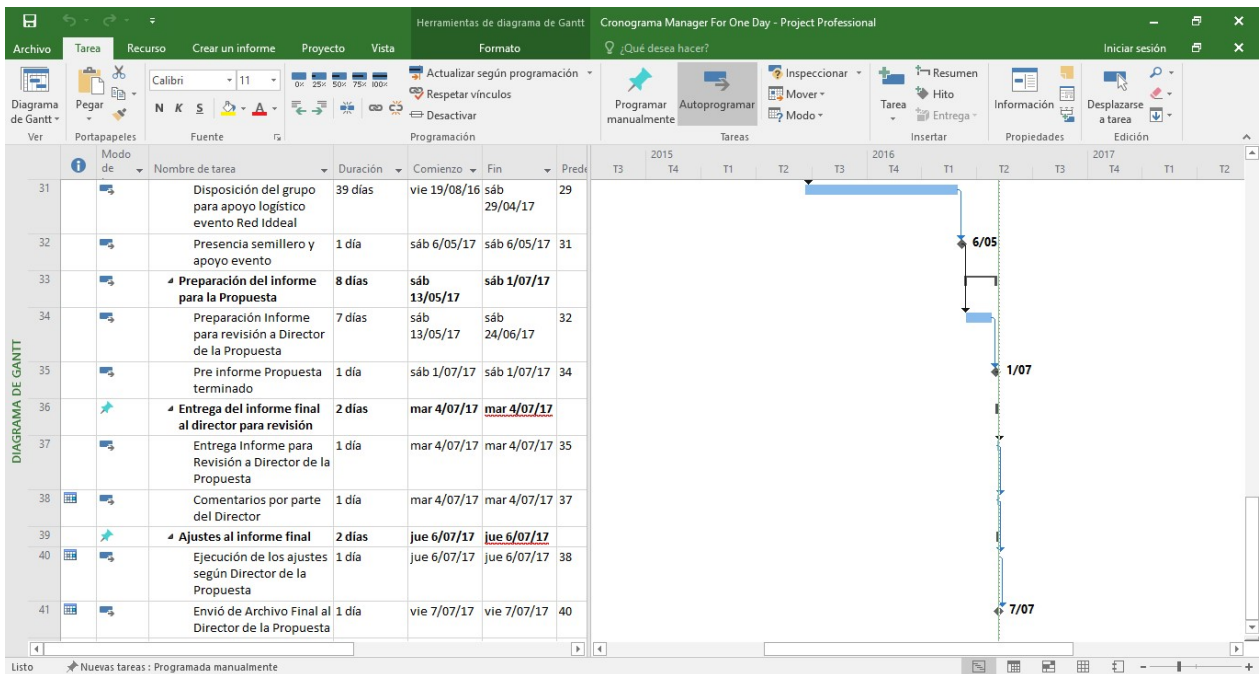 Herramientas de diagrama de Gantt
Cronograma Manager For One Day - Project Professional
Archivo Tarea Recurso Crear un informe Proyecto Vista Formato ¿Qué desea hacer? Iniciar sesión
Diagrama de Gantt
Ver
Pegar
Portapapeles
Calibri 11
N K S A
Fuente
0× 25× 50× 75× 100×
Actualizar según programación
Respetar vínculos
Desactivar
Programación
Programar manualmente
Autoprogramar
Inspeccionar
Mover
Modo
Tareas
Tarea
Resumen
Hito
Entrega
Insertar
Información
Propiedades
Desplazarse a tarea
Edición
DIAGRAMA DE GANTT
Modo de Nombre de tarea Duración Comienzo Fin Prede
2015 2016 2017
T3 T4 T1 T2 T3 T4 T1 T2 T3 T4 T1 T2
31 Disposición del grupo 39 días vie 19/08/16 sáb 29
para apoyo logístico 29/04/17
evento Red Iddeal
32 Presencia semillero y 1 día sáb 6/05/17 sáb 6/05/17 31
apoyo evento
6/05
33 Preparación del informe 8 días sáb sáb 1/07/17
para la Propuesta 13/05/17
34 Preparación Informe 7 días sáb sáb 32
para revisión a Director 13/05/17 24/06/17
de la Propuesta
35 Pre informe Propuesta 1 día sáb 1/07/17 sáb 1/07/17 34
terminado
1/07
36 Entrega del informe final 2 días mar 4/07/17 mar 4/07/17
al director para revisión
37 Entrega Informe para 1 día mar 4/07/17 mar 4/07/17 35
Revisión a Director de la
Propuesta
38 Comentarios por parte 1 día mar 4/07/17 mar 4/07/17 37
del Director
39 Ajustes al informe final 2 días jue 6/07/17 jue 6/07/17
40 Ejecución de los ajustes 1 día jue 6/07/17 jue 6/07/17 38
según Director de la
Propuesta
41 Envió de Archivo Final al 1 día vie 7/07/17 vie 7/07/17 40
Director de la Propuesta
7/07
Listo Nuevas tareas : Programada manualmente